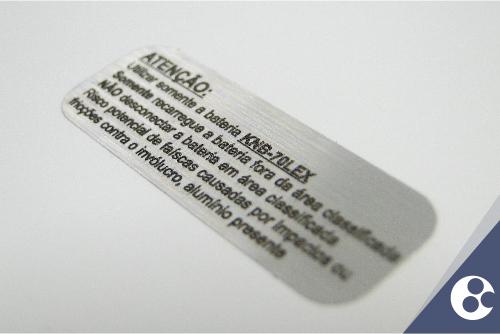 ATENÇÃO:
Utilizar somente a bateria KNB-70LEX
Somente recarregue a bateria fora da área classificada
NÃO desconectar a bateria em área classificada
Risco potencial de faíscas causadas por impactos ou
fricções contra o invólucro, alumínio presente